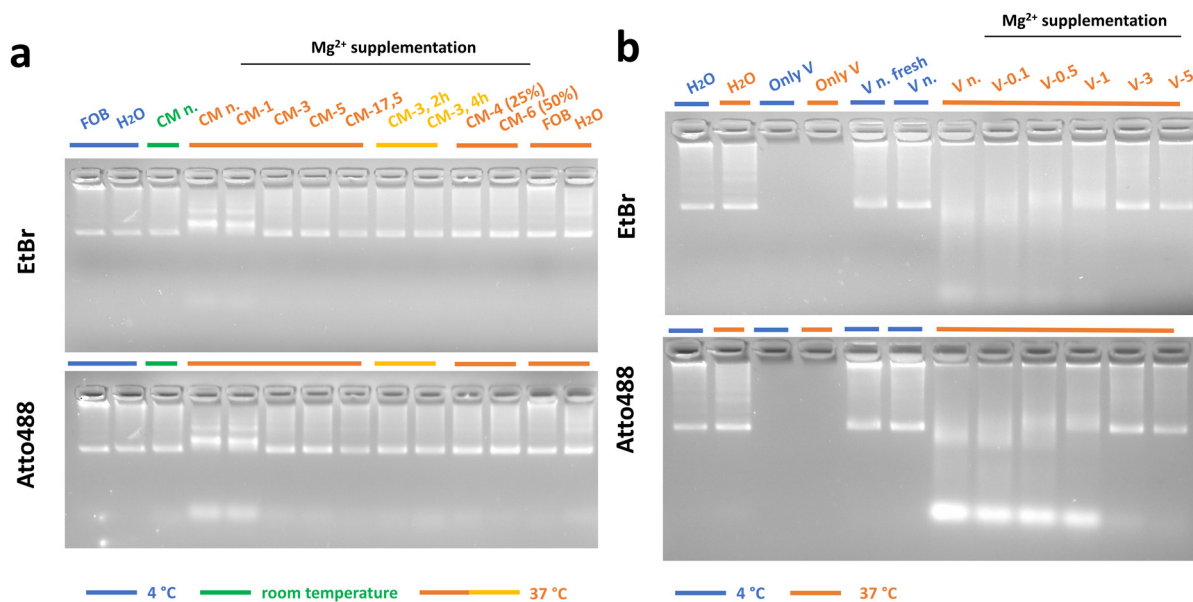 a
Mg²⁺ supplementation
FOB
H₂O
CM n.
CM n.
CM-1
CM-3
CM-5
CM-17,5
CM-3, 2h
CM-3, 4h
CM-4 (25%)
CM-6 (50%)
FOB
H₂O
EtBr
Atto488
4 °C
room temperature
37 °C
b
Mg²⁺ supplementation
H₂O
H₂O
Only V
Only V
V n. fresh
V n.
V n.
V-0.1
V-0.5
V-1
V-3
V-5
EtBr
Atto488
4 °C
37 °C